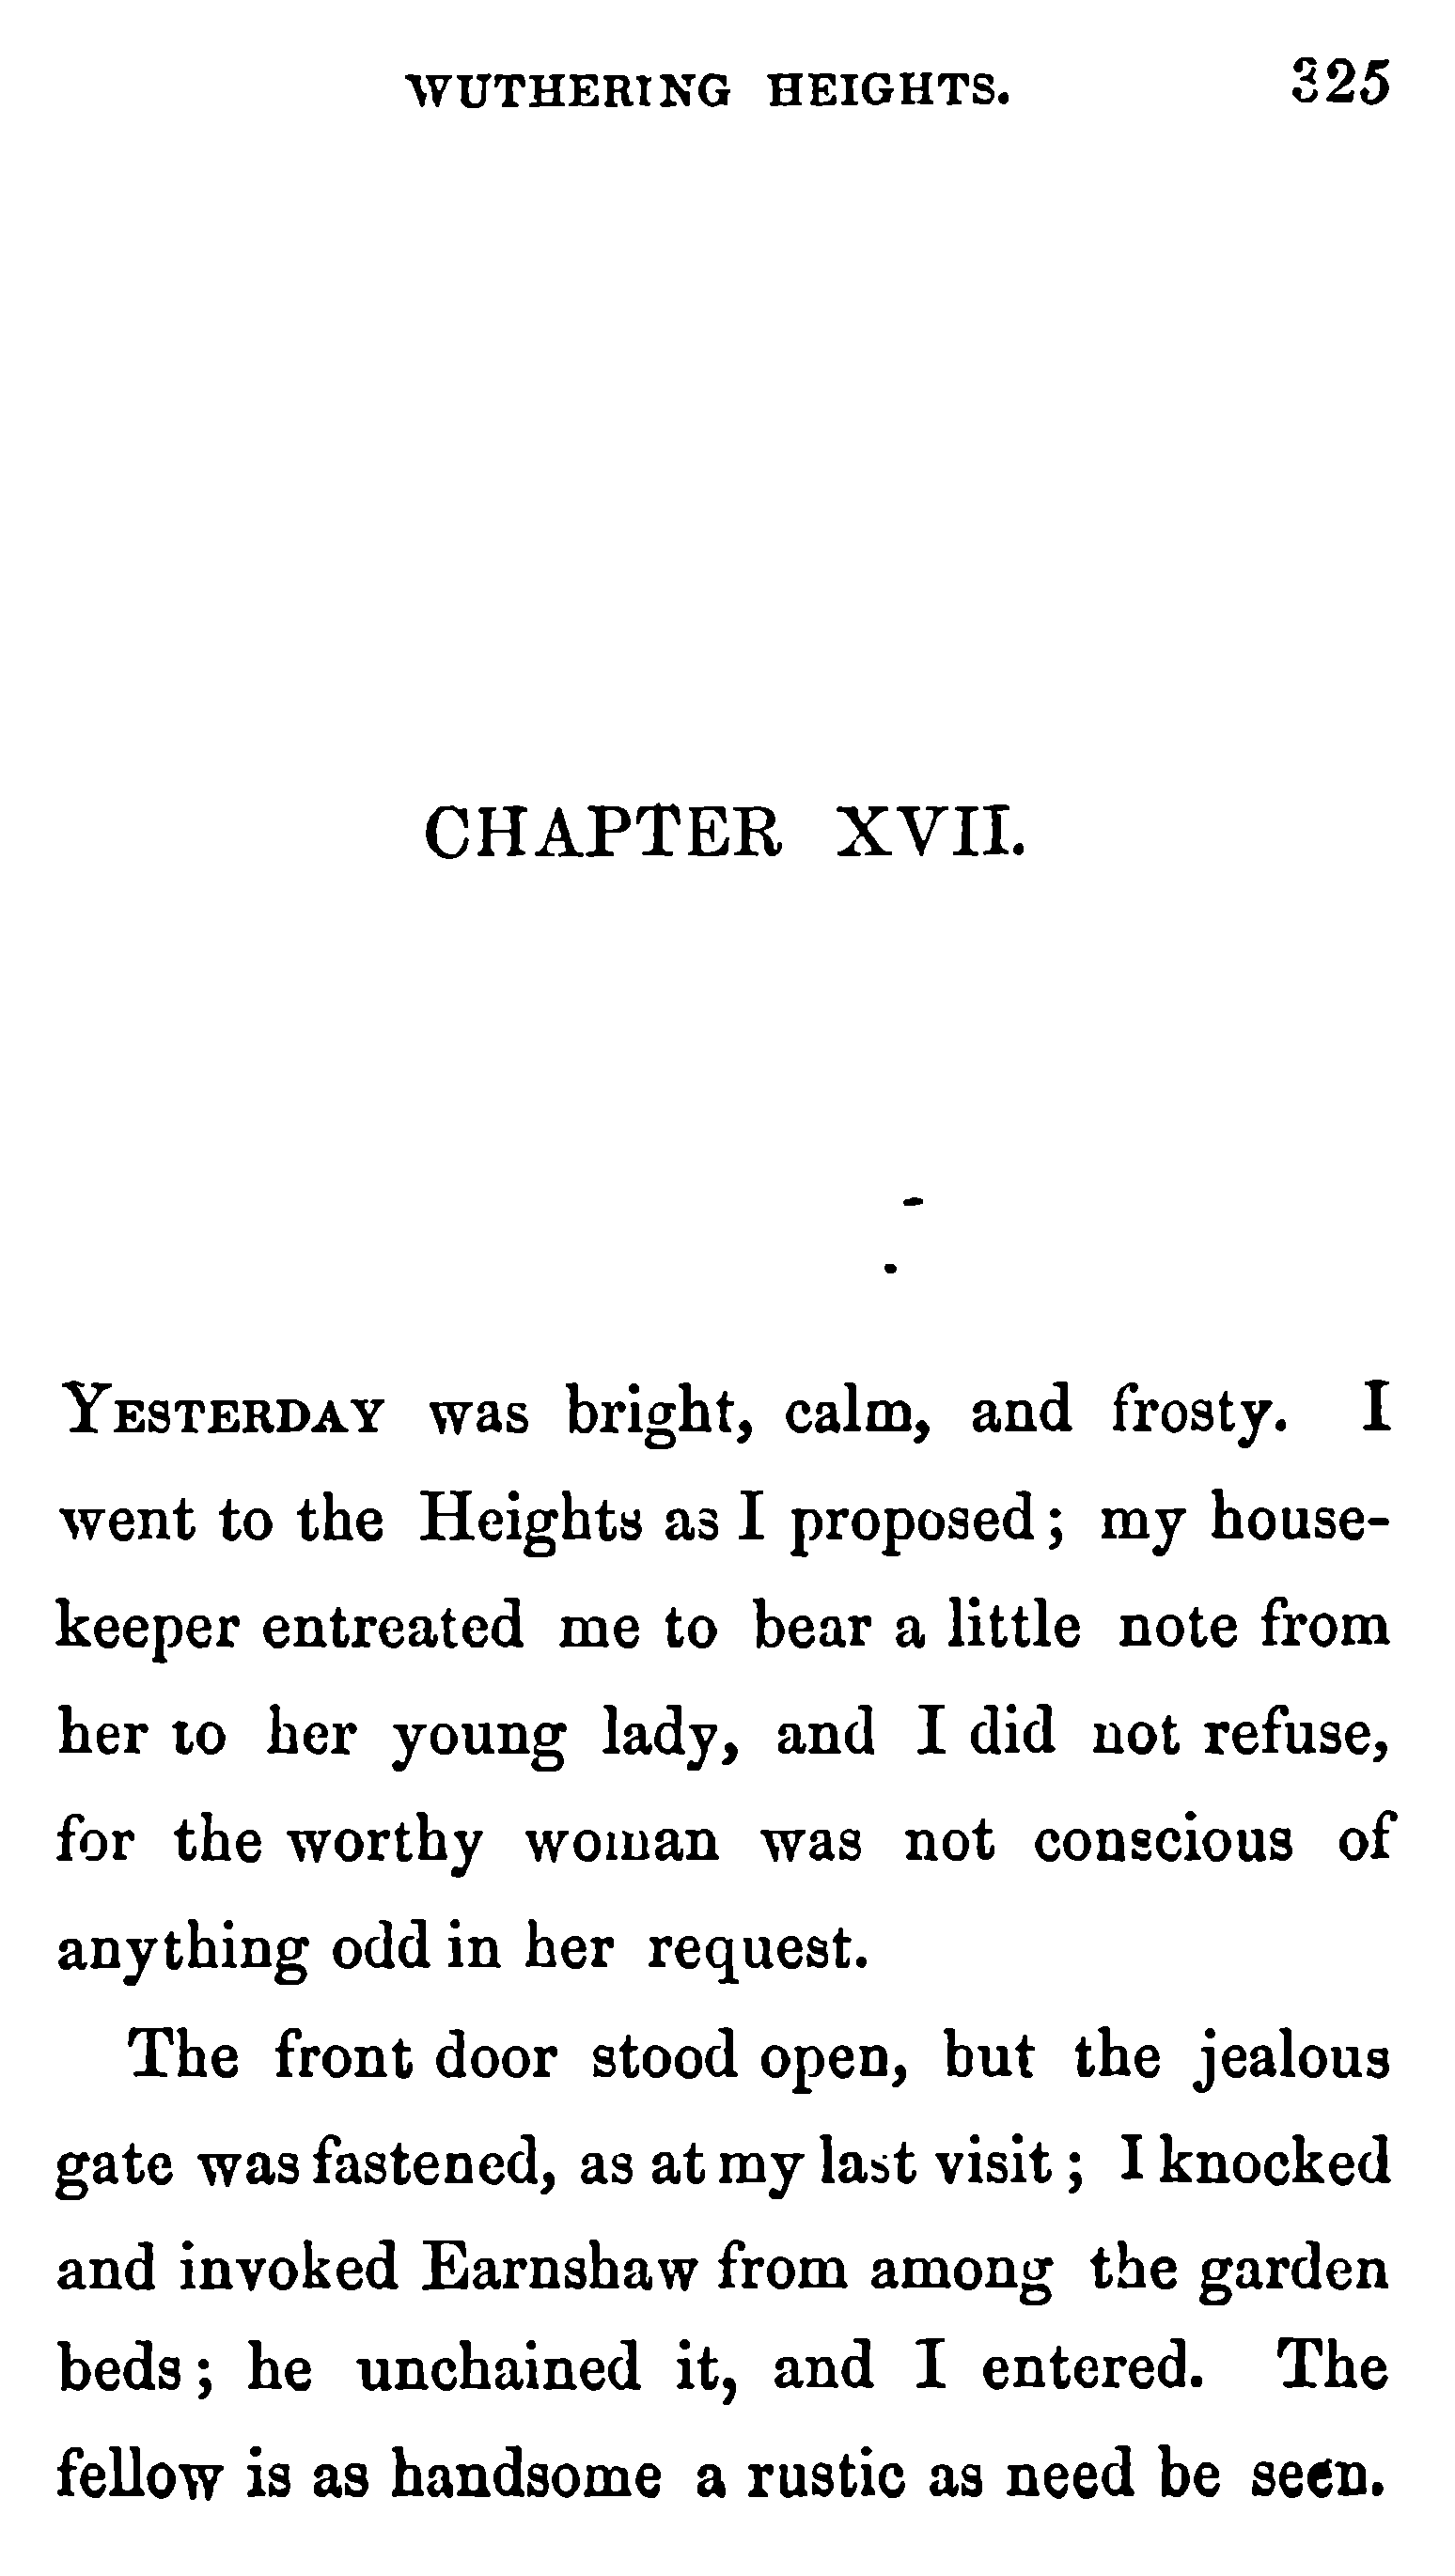 WUTHERING HEIGHTS. 325
CHAPTER XVII.
YESTERDAY was bright, calm, and frosty. I
went to the Heights as I proposed; my house-
keeper entreated me to bear a little note from
her to her young lady, and I did not refuse,
for the worthy woman was not conscious of
anything odd in her request.
The front door stood open, but the jealous
gate was fastened, as at my last visit; I knocked
and invoked Earnshaw from among the garden
beds; he unchained it, and I entered. The
fellow is as handsome a rustic as need be seen.